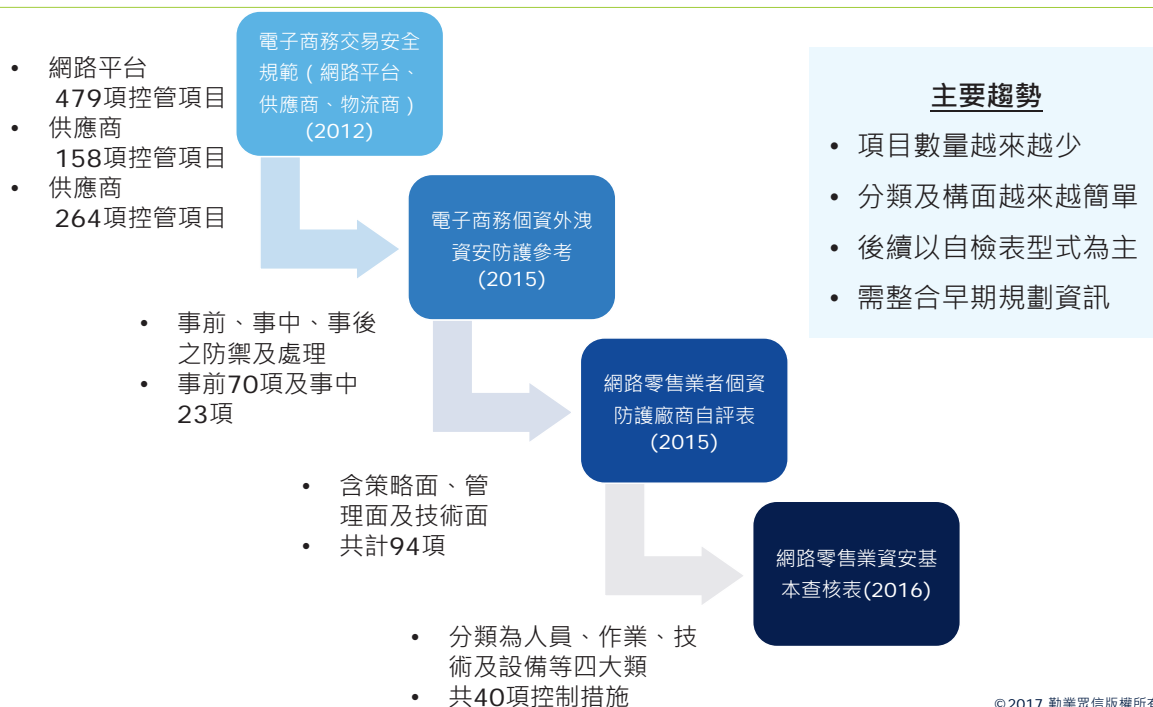 • 網路平台
479項控管項目
• 供應商
158項控管項目
• 供應商
264項控管項目
電子商務交易安全
規範（網路平台、
供應商、物流商）
(2012)
主要趨勢
• 項目數量越來越少
• 分類及構面越來越簡單
• 後續以自檢表型式為主
• 需整合早期規劃資訊
電子商務個資外洩
資安防護參考
(2015)
• 事前、事中、事後
之防禦及處理
• 事前70項及事中
23項
網路零售業者個資
防護廠商自評表
(2015)
• 含策略面、管
理面及技術面
• 共計94項
網路零售業資安基
本查核表(2016)
• 分類為人員、作業、技
術及設備等四大類
• 共40項控制措施
©2017 勤業眾信版權所有